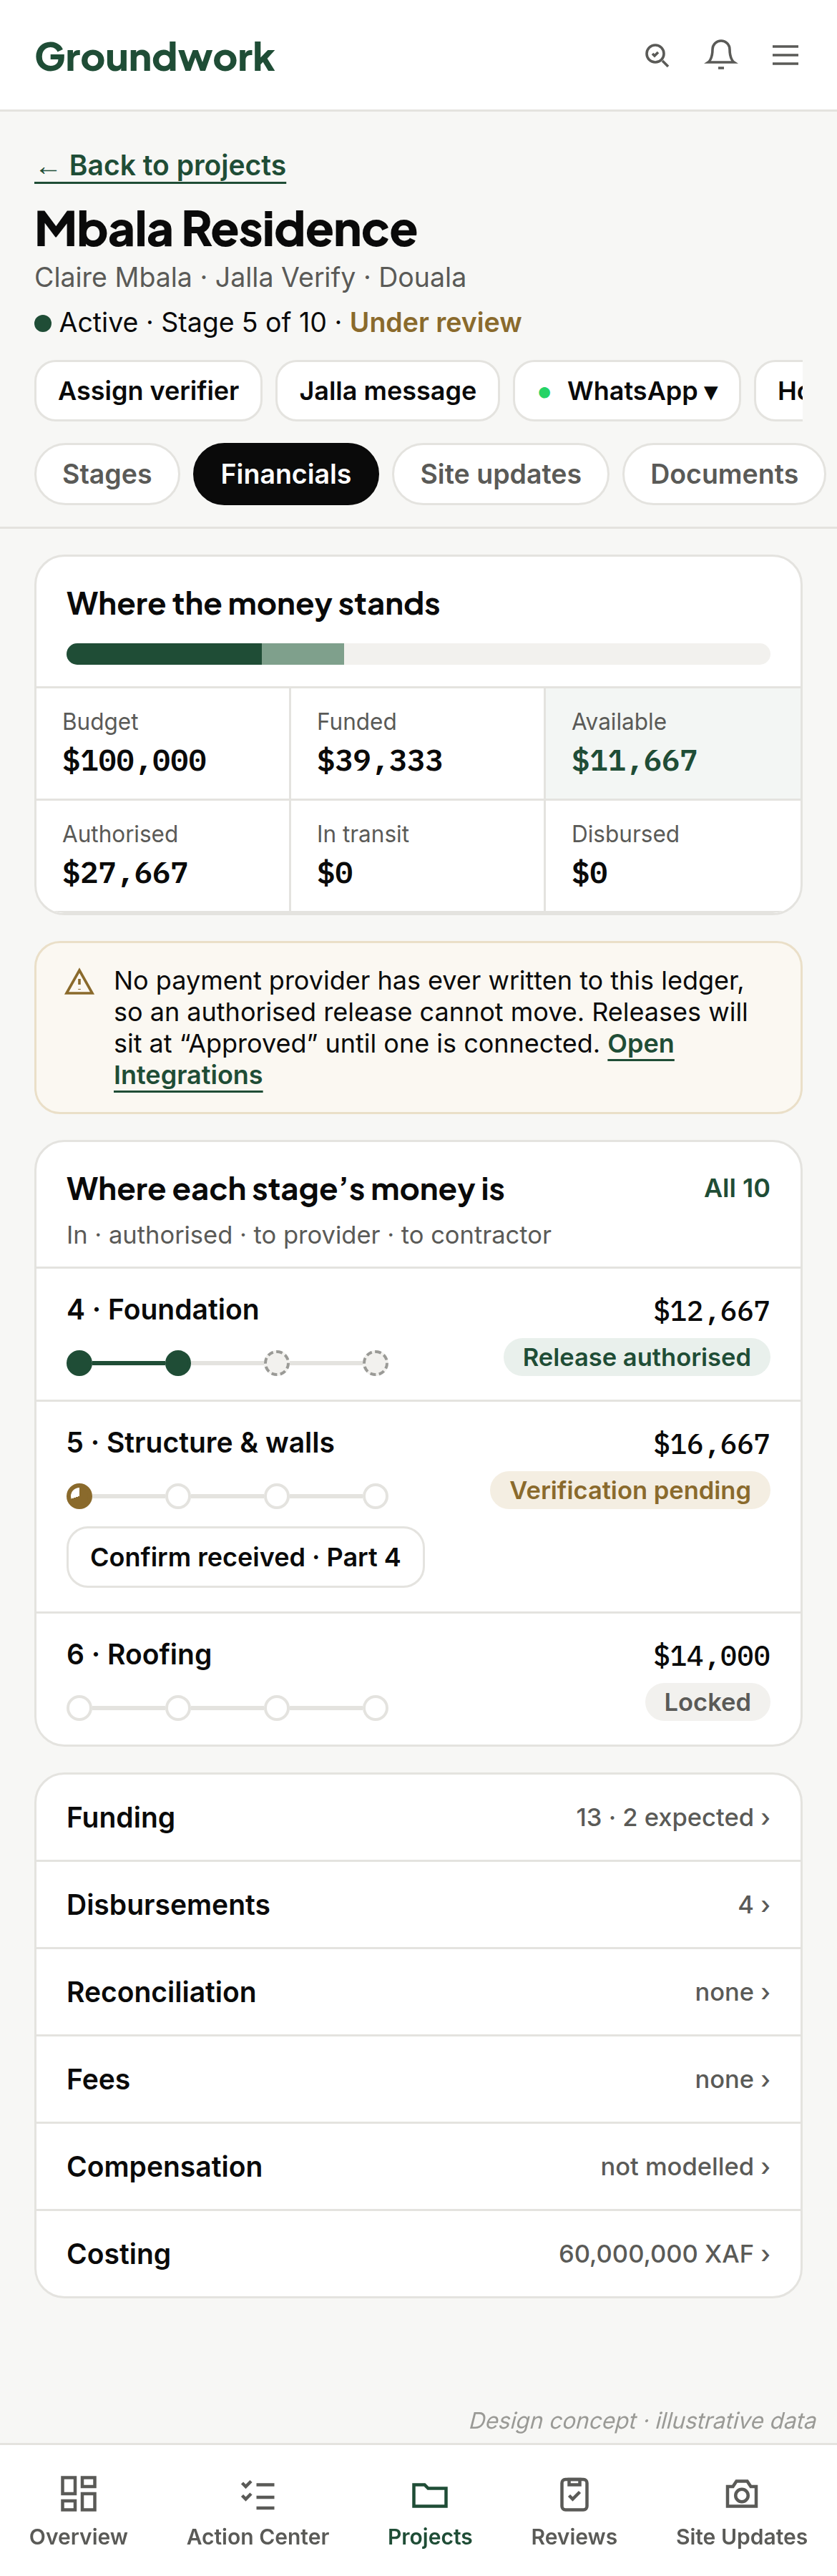 Groundwork
← Back to projects
Mbala Residence
Claire Mbala · Jalla Verify · Douala
Active · Stage 5 of 10 · Under review
Assign verifier Jalla message WhatsApp ▾
Stages Financials Site updates Documents
Where the money stands
Budget Funded Available
$100,000 $39,333 $11,667
Authorised In transit Disbursed
$27,667 $0 $0
No payment provider has ever written to this ledger,
so an authorised release cannot move. Releases will
sit at “Approved” until one is connected. Open
Integrations
Where each stage’s money is All 10
In · authorised · to provider · to contractor
4 · Foundation $12,667
Release authorised
5 · Structure & walls $16,667
Verification pending
Confirm received · Part 4
6 · Roofing $14,000
Locked
Funding 13 · 2 expected ›
Disbursements 4 ›
Reconciliation none ›
Fees none ›
Compensation not modelled ›
Costing 60,000,000 XAF ›
Design concept · illustrative data
Overview Action Center Projects Reviews Site Updates